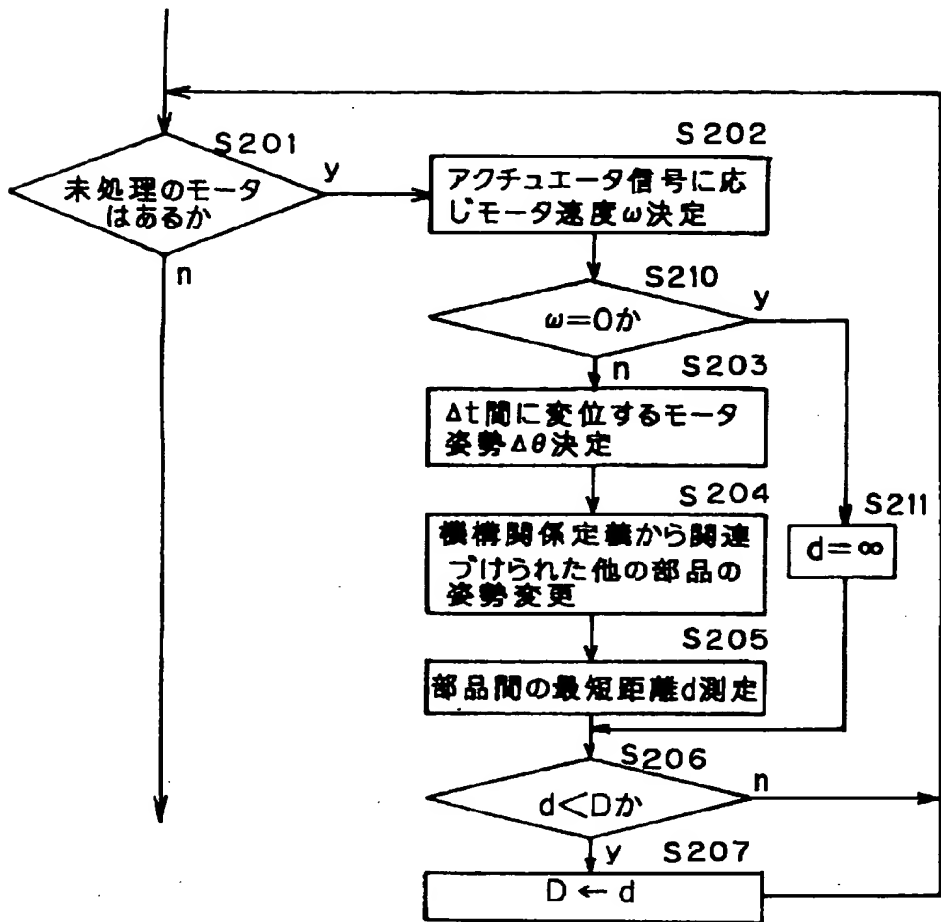 S201
未処理のモータ
はあるか
y
n
S202
アクチュエータ信号に応
じモータ速度ω決定
S210
ω=0か
y
n
S203
Δt間に変位するモータ
姿勢Δθ決定
S204
機構関係定義から関連
づけられた他の部品の
姿勢変更
S211
d=∞
S205
部品間の最短距離d測定
S206
d<Dか
n
y
S207
D←d